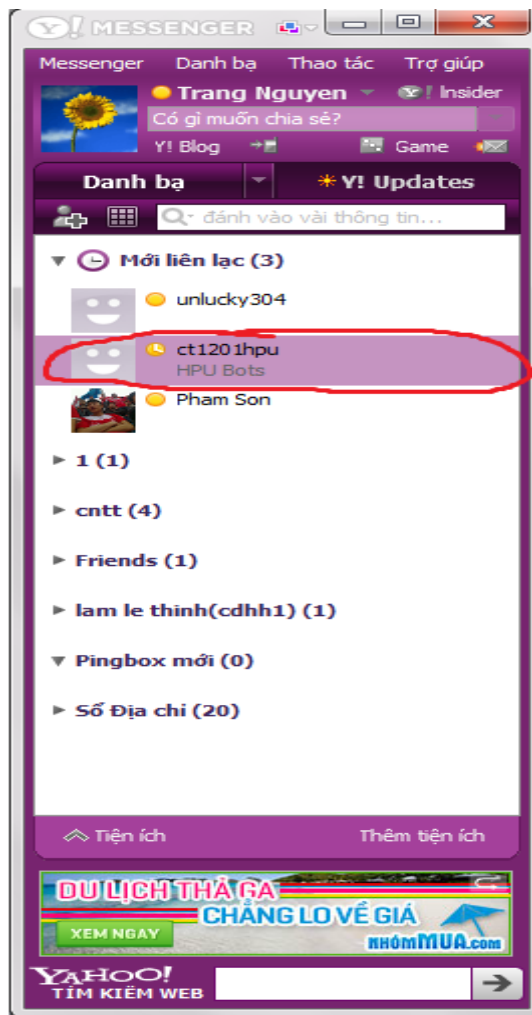 Y! MESSENGER
Messenger Danh bạ Thao tác Trợ giúp
Trang Nguyen Y! Insider
Có gì muốn chia sẽ?
Y! Blog Game
Danh bạ Y! Updates
đánh vào vài thông tin...
Mới liên lạc (3)
unlucky304
ct1201hpu
HPU Bots
Pham Son
1 (1)
cntt (4)
Friends (1)
lam le thinh(cdhh1) (1)
Pingbox mới (0)
Sổ Địa chỉ (20)
Tiện ích Thêm tiện ích
DU LỊCH THẢ GA
CHẲNG LO VỀ GIÁ
XEM NGAY
NHÓMMUA.com
YAHOO!
TÌM KIẾM WEB